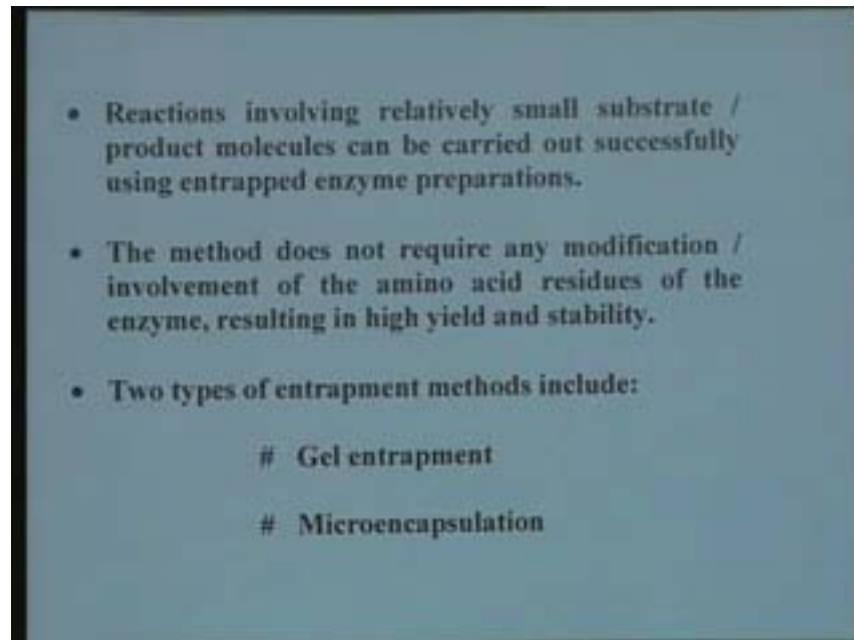 • Reactions involving relatively small substrate /
product molecules can be carried out successfully
using entrapped enzyme preparations.
• The method does not require any modification /
involvement of the amino acid residues of the
enzyme, resulting in high yield and stability.
• Two types of entrapment methods include:
# Gel entrapment
# Microencapsulation